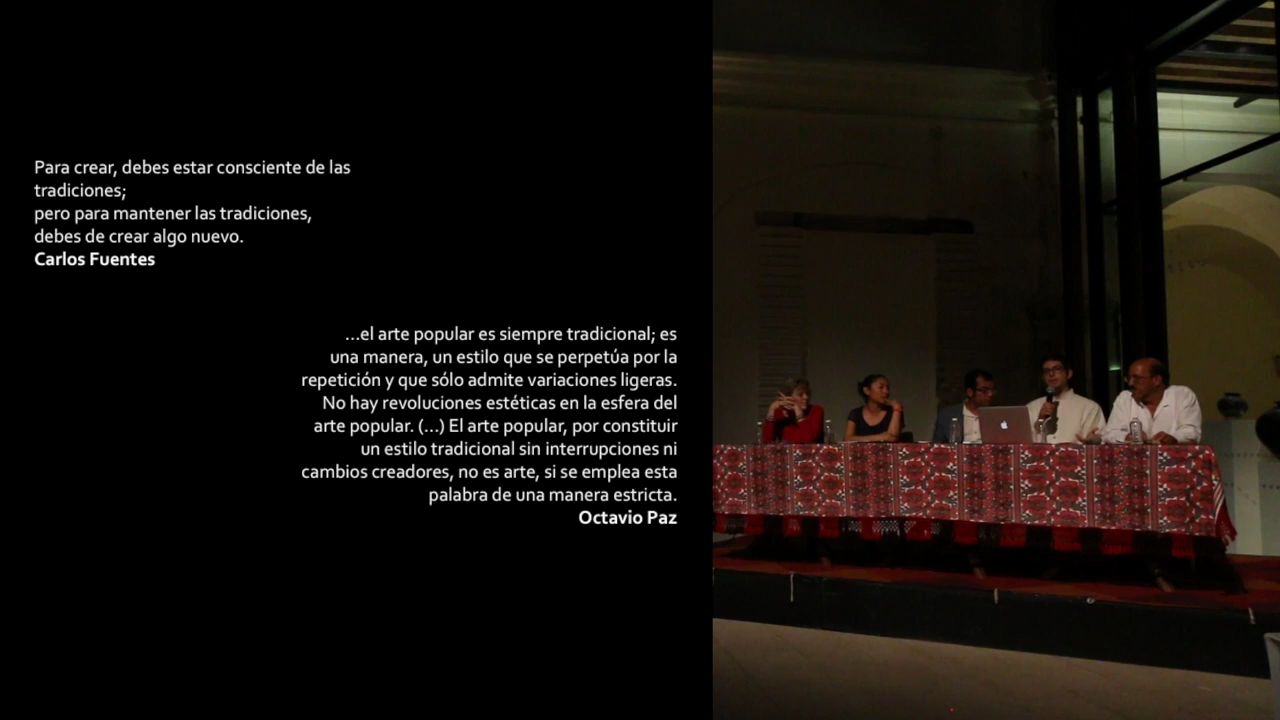 Para crear, debes estar consciente de las
tradiciones;
pero para mantener las tradiciones,
debes de crear algo nuevo.
Carlos Fuentes
...el arte popular es siempre tradicional; es
una manera, un estilo que se perpetúa por la
repetición y que sólo admite variaciones ligeras.
No hay revoluciones estéticas en la esfera del
arte popular. (...) El arte popular, por constituir
un estilo tradicional sin interrupciones ni
cambios creadores, no es arte, si se emplea esta
palabra de una manera estricta.
Octavio Paz